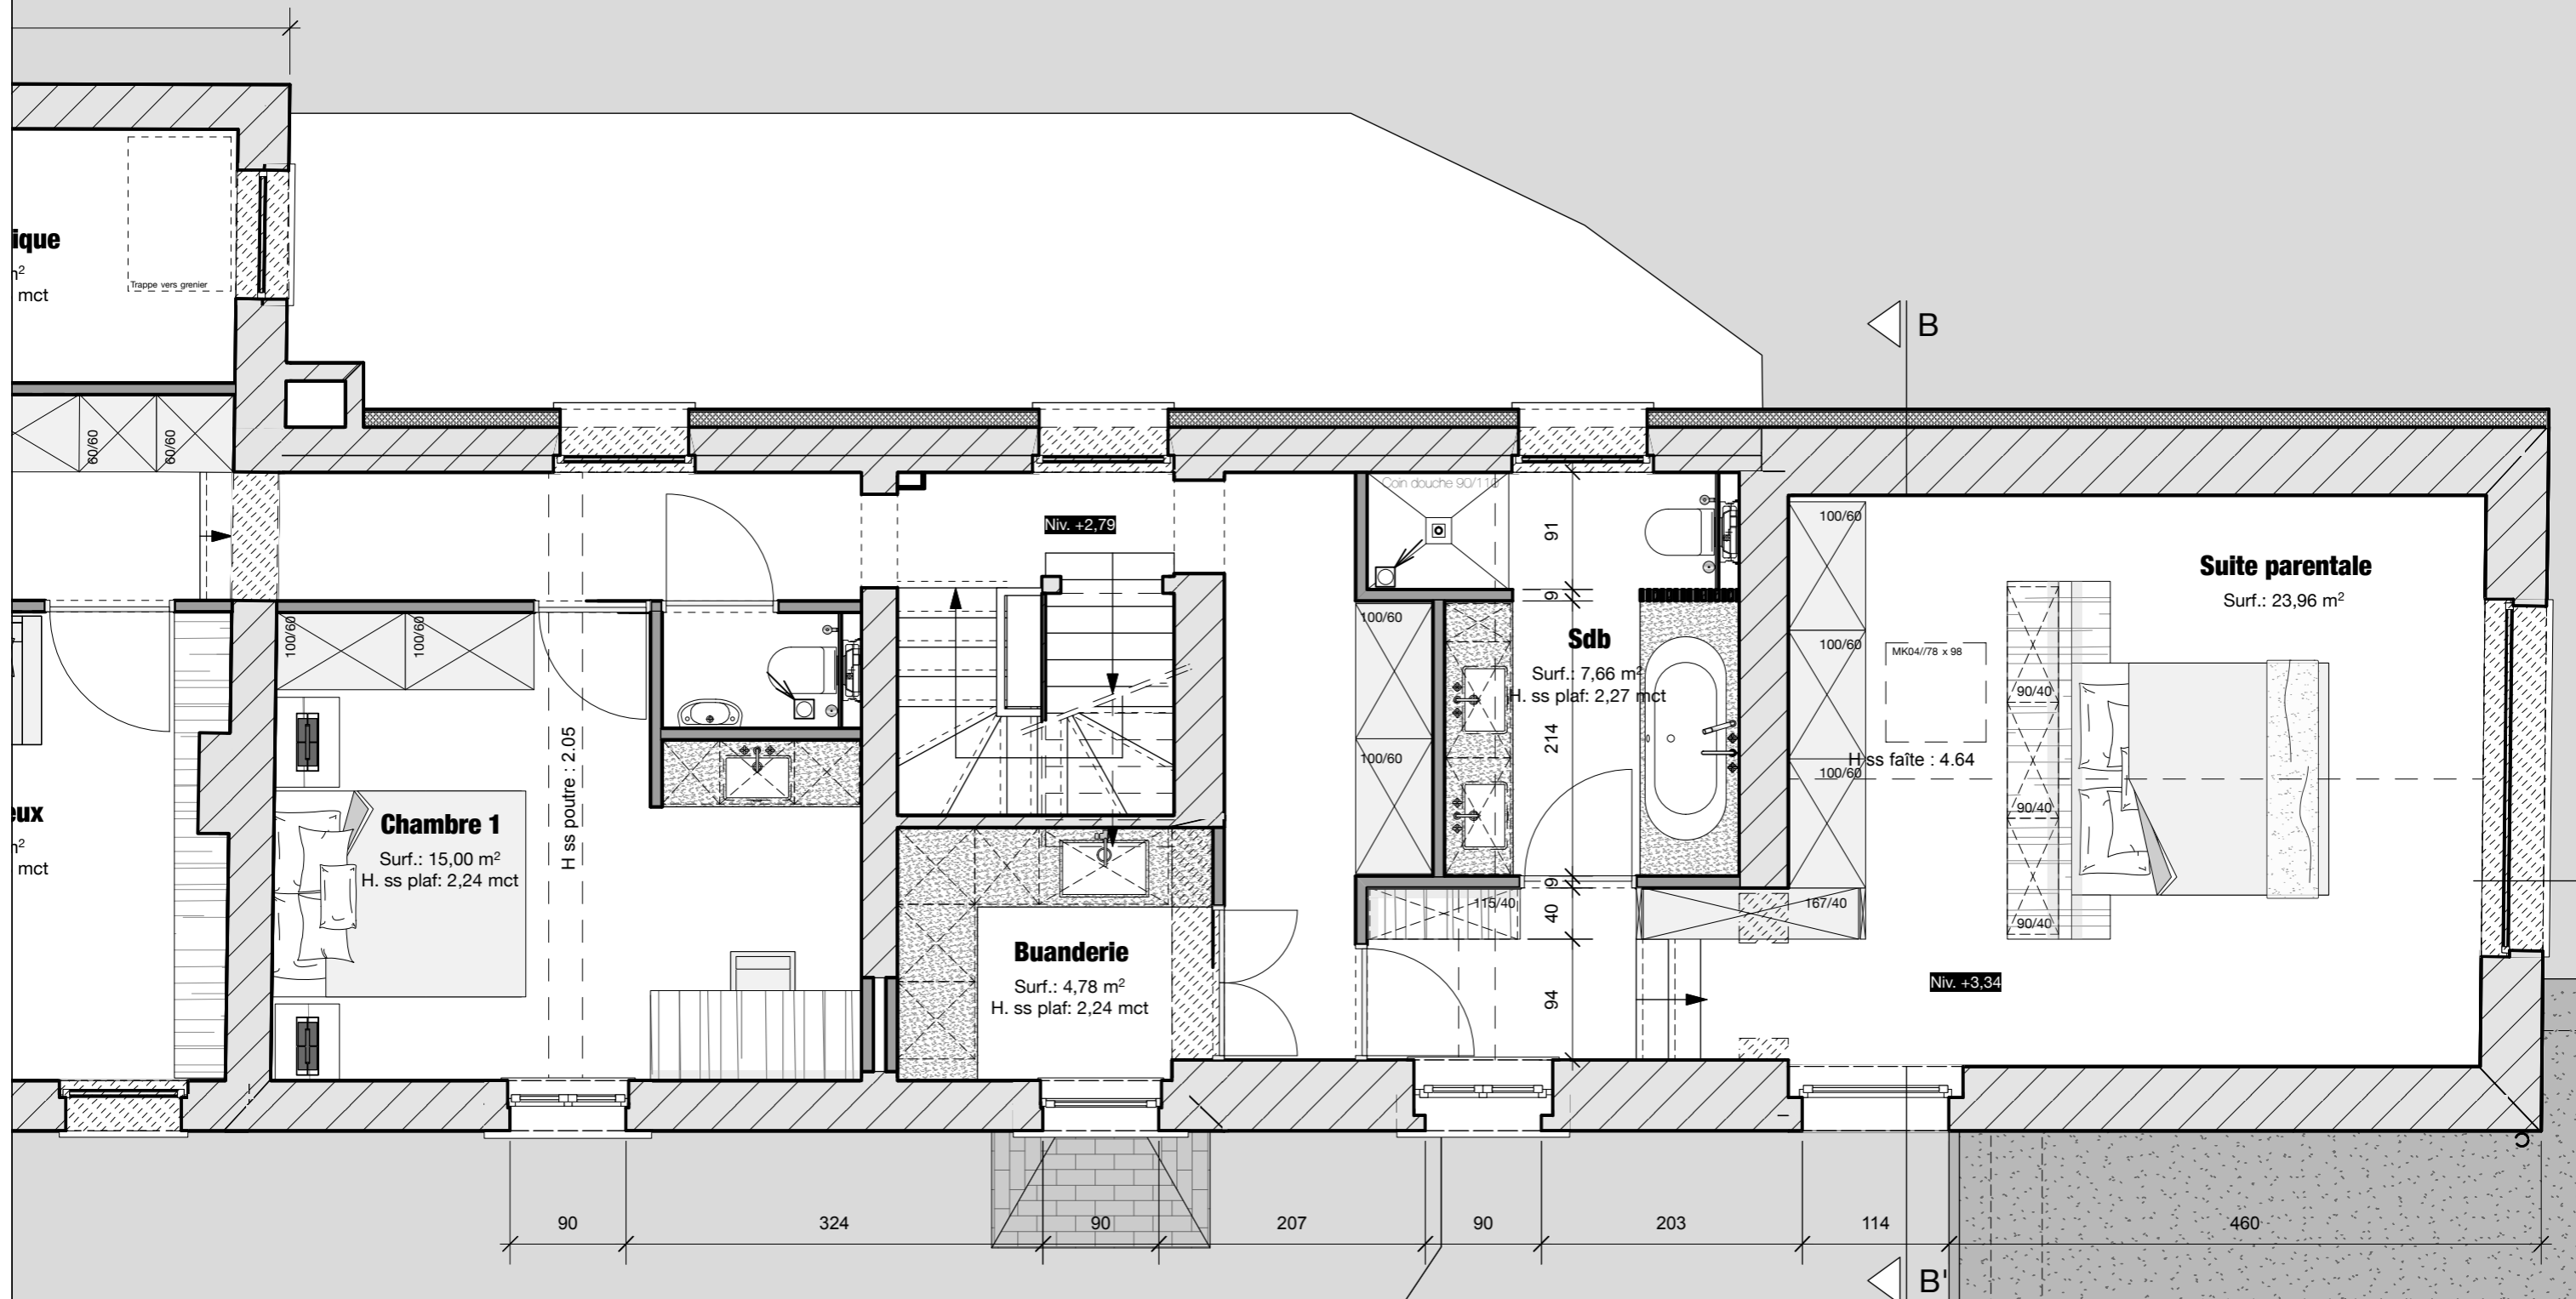 ique
m²
mct
Trappe vers grenier
B
60/60
60/60
Coin douche 90/110
100/60
Niv. +2,79
91
Suite parentale
Surf.: 23,96 m²
9
100/60
100/60
100/60
Sdb
Surf.: 7,66 m²
H. ss plaf: 2,27 mct
100/60
MK04//78 x 98
90/40
H ss poutre : 2.05
214
100/60
H ss faîte : 4.64
100/60
90/40
eux
m²
mct
Chambre 1
Surf.: 15,00 m²
H. ss plaf: 2,24 mct
9
115/40
40
167/40
90/40
Buanderie
Surf.: 4,78 m²
H. ss plaf: 2,24 mct
94
Niv. +3,34
C
90
324
90
207
90
203
114
460
B'